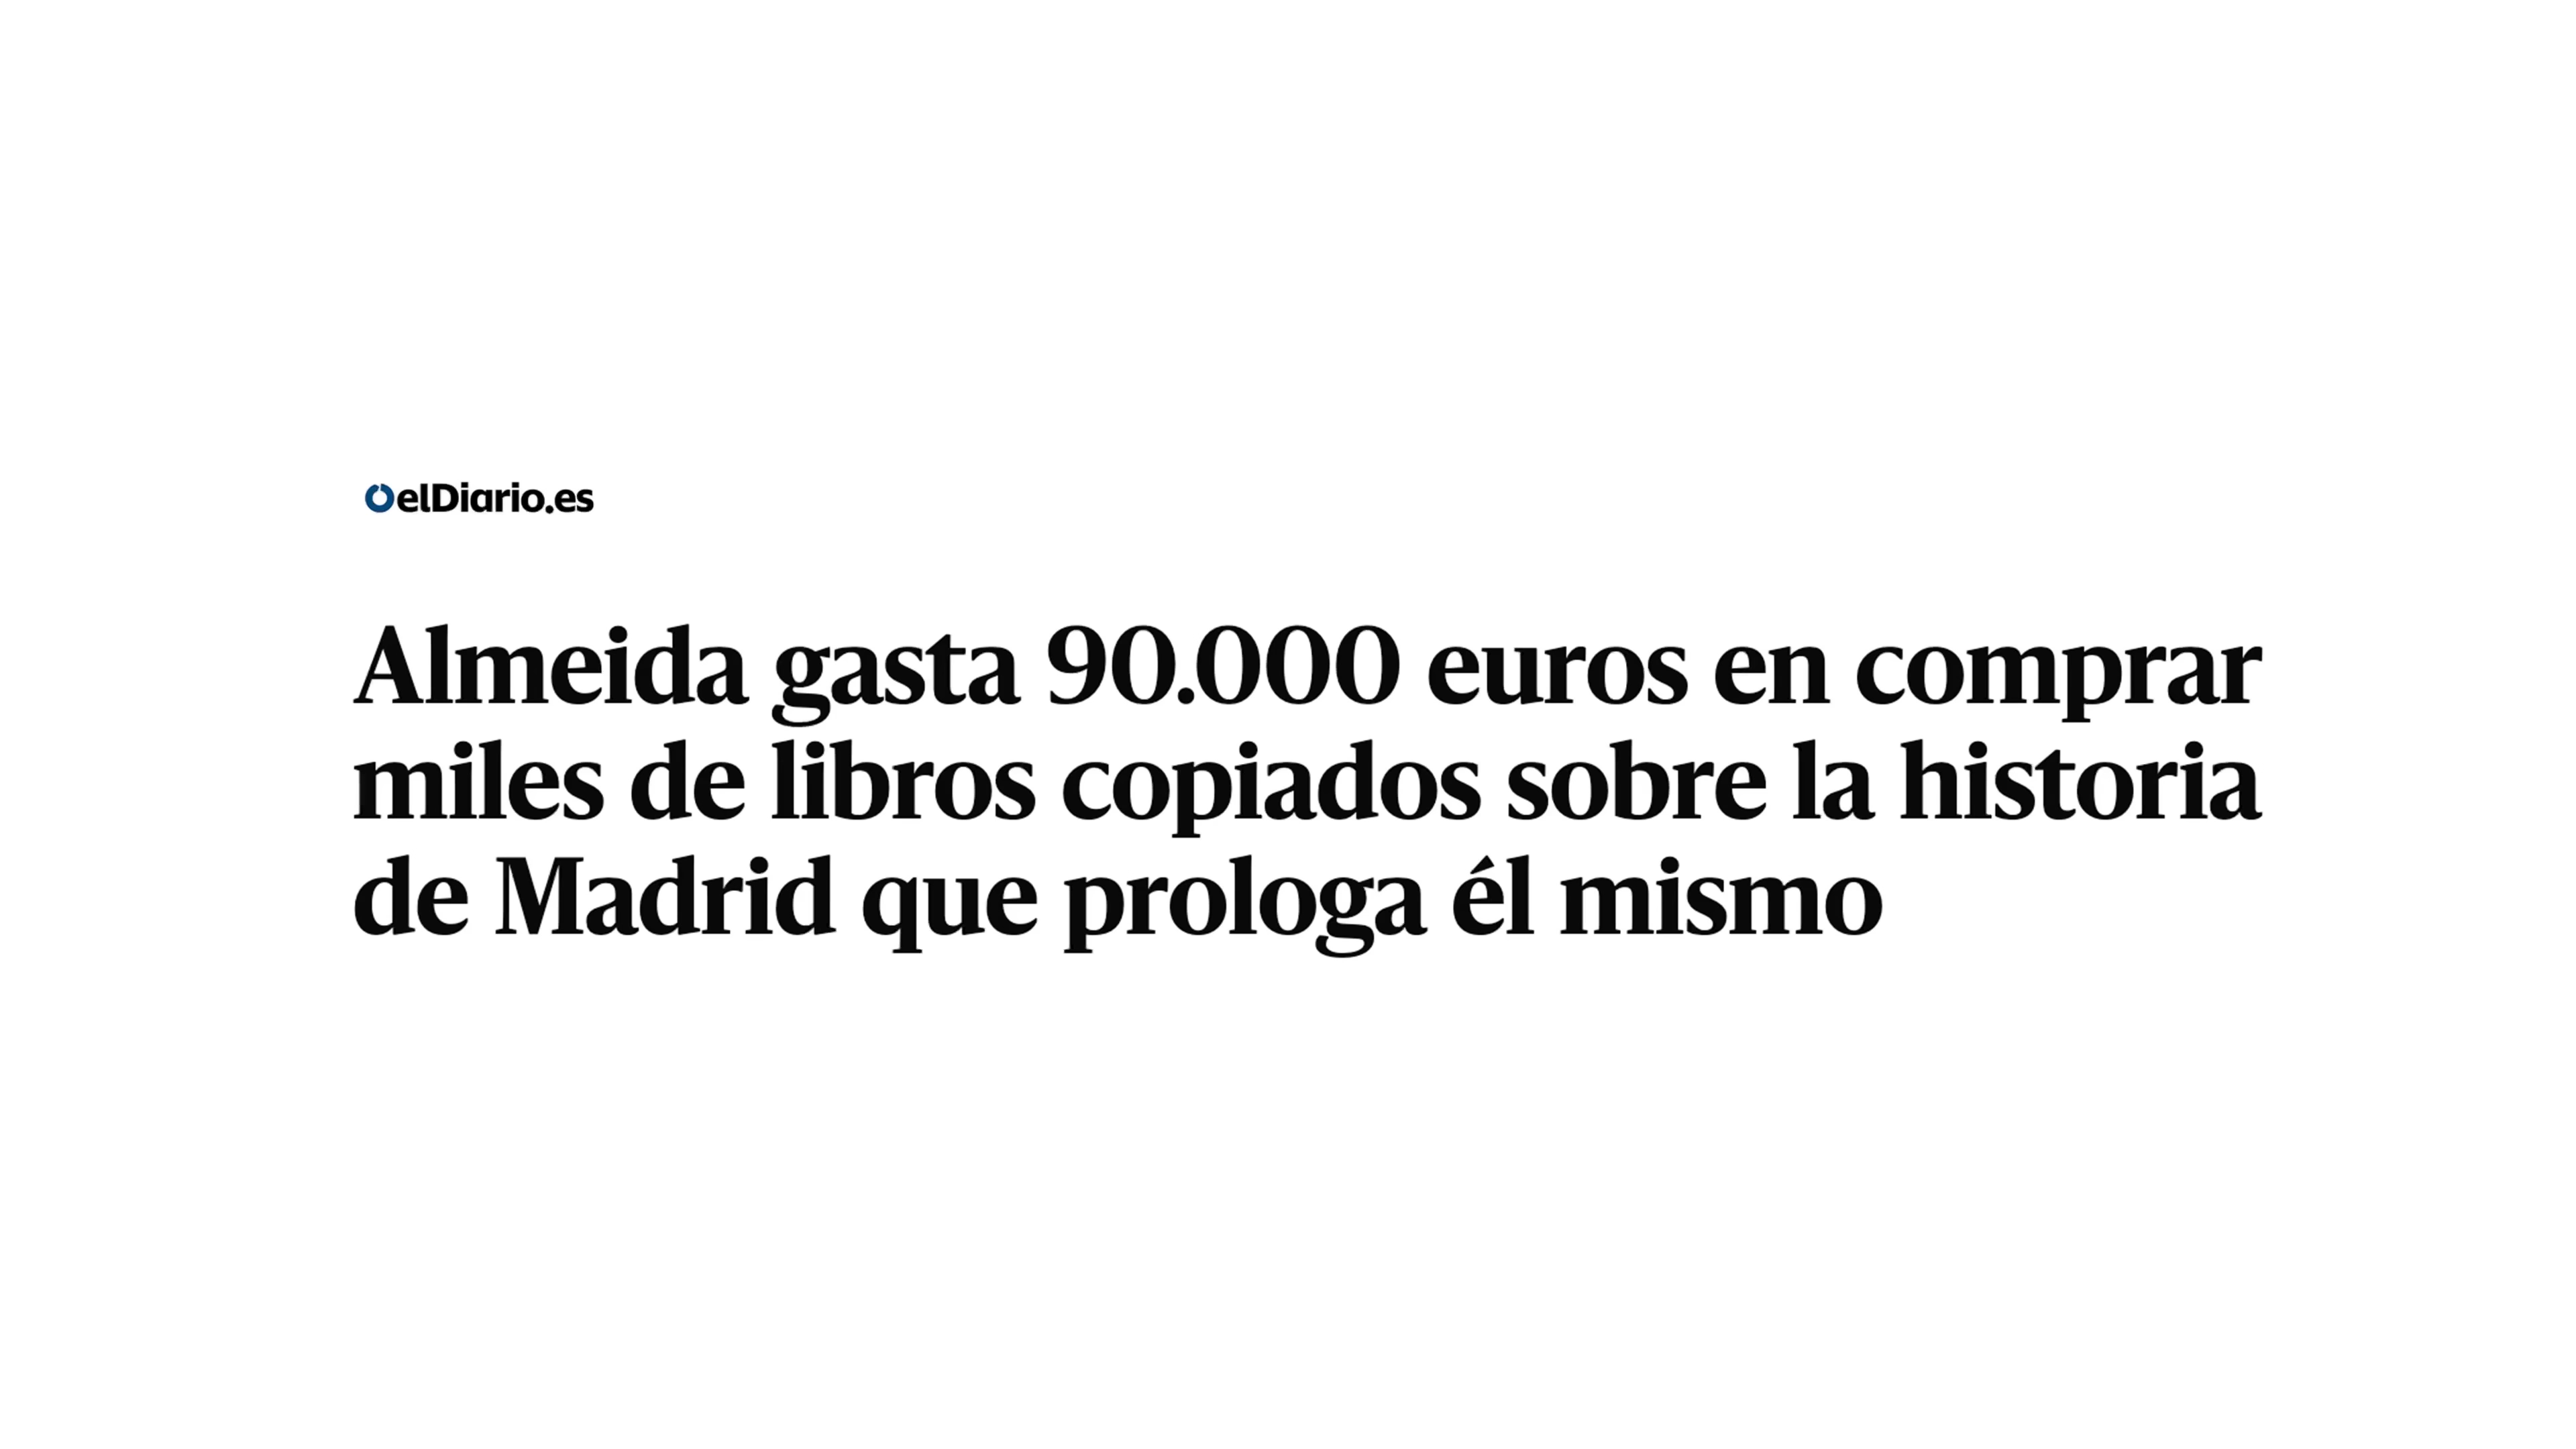 elDiario.es
Almeida gasta 90.000 euros en comprar
miles de libros copiados sobre la historia
de Madrid que prologa él mismo